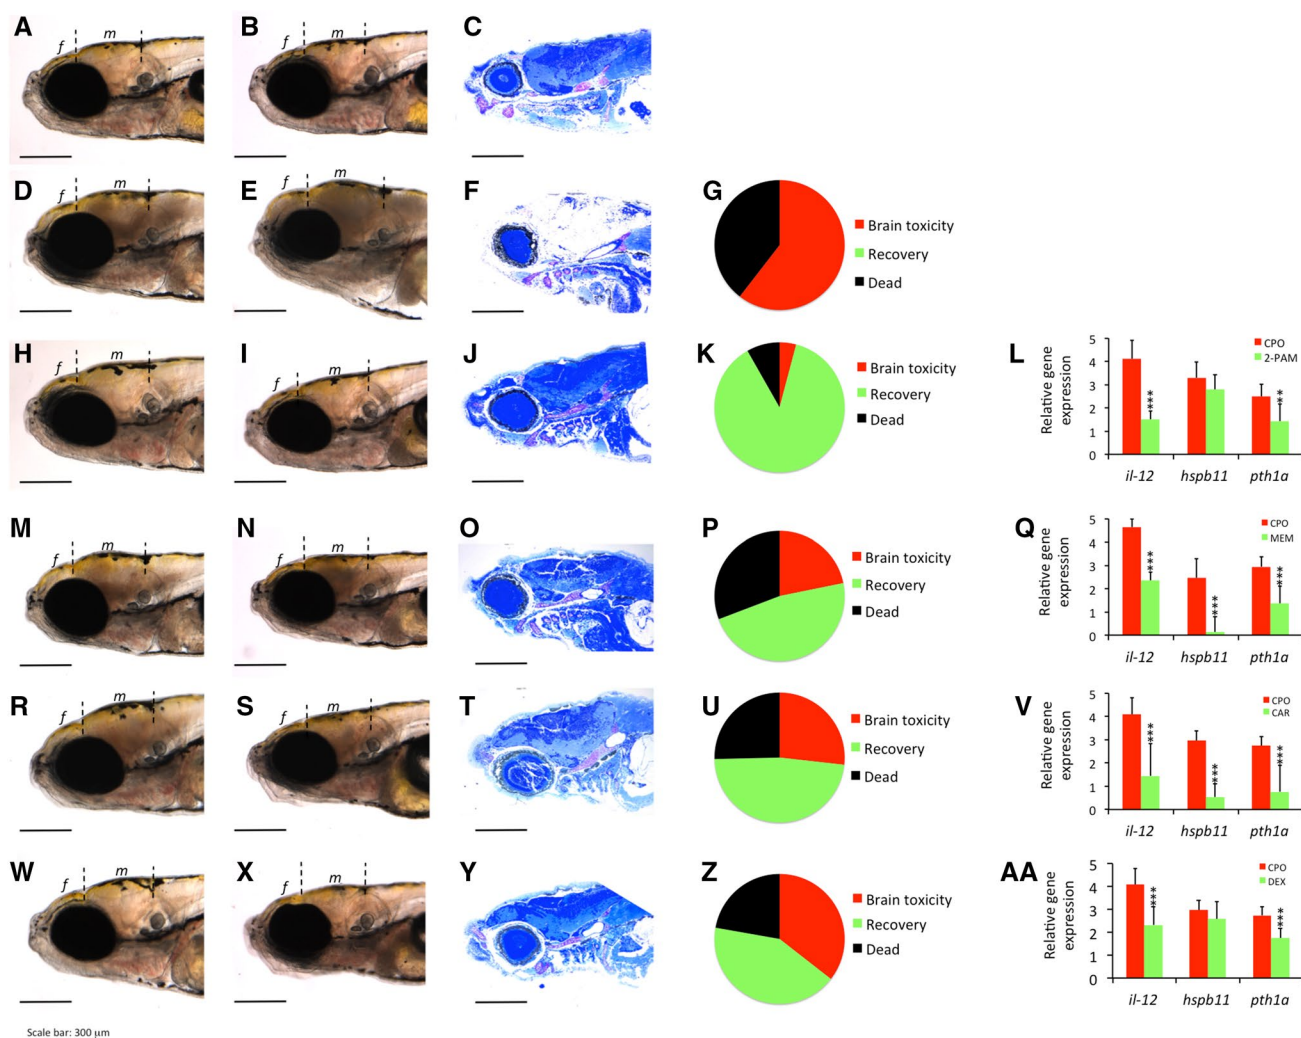 A
f
m
B
f
m
C
D
f
m
E
f
m
F
G
Brain toxicity
Recovery
Dead
H
f
m
I
f
m
J
K
Brain toxicity
Recovery
Dead
L
Relative gene
expression
5
4
3
2
1
0
***
**
CPO
2-PAM
il-12
hspb11
pth1a
M
f
m
N
f
m
O
P
Brain toxicity
Recovery
Dead
Q
Relative gene
expression
5
4
3
2
1
0
***
***
***
CPO
MEM
il-12
hspb11
pth1a
R
f
m
S
f
m
T
U
Brain toxicity
Recovery
Dead
V
Relative gene
expression
5
4
3
2
1
0
***
***
***
CPO
CAR
il-12
hspb11
pth1a
W
f
m
X
f
m
Y
Z
Brain toxicity
Recovery
Dead
AA
Relative gene
expression
5
4
3
2
1
0
***
***
CPO
DEX
il-12
hspb11
pth1a
Scale bar: 300 µm